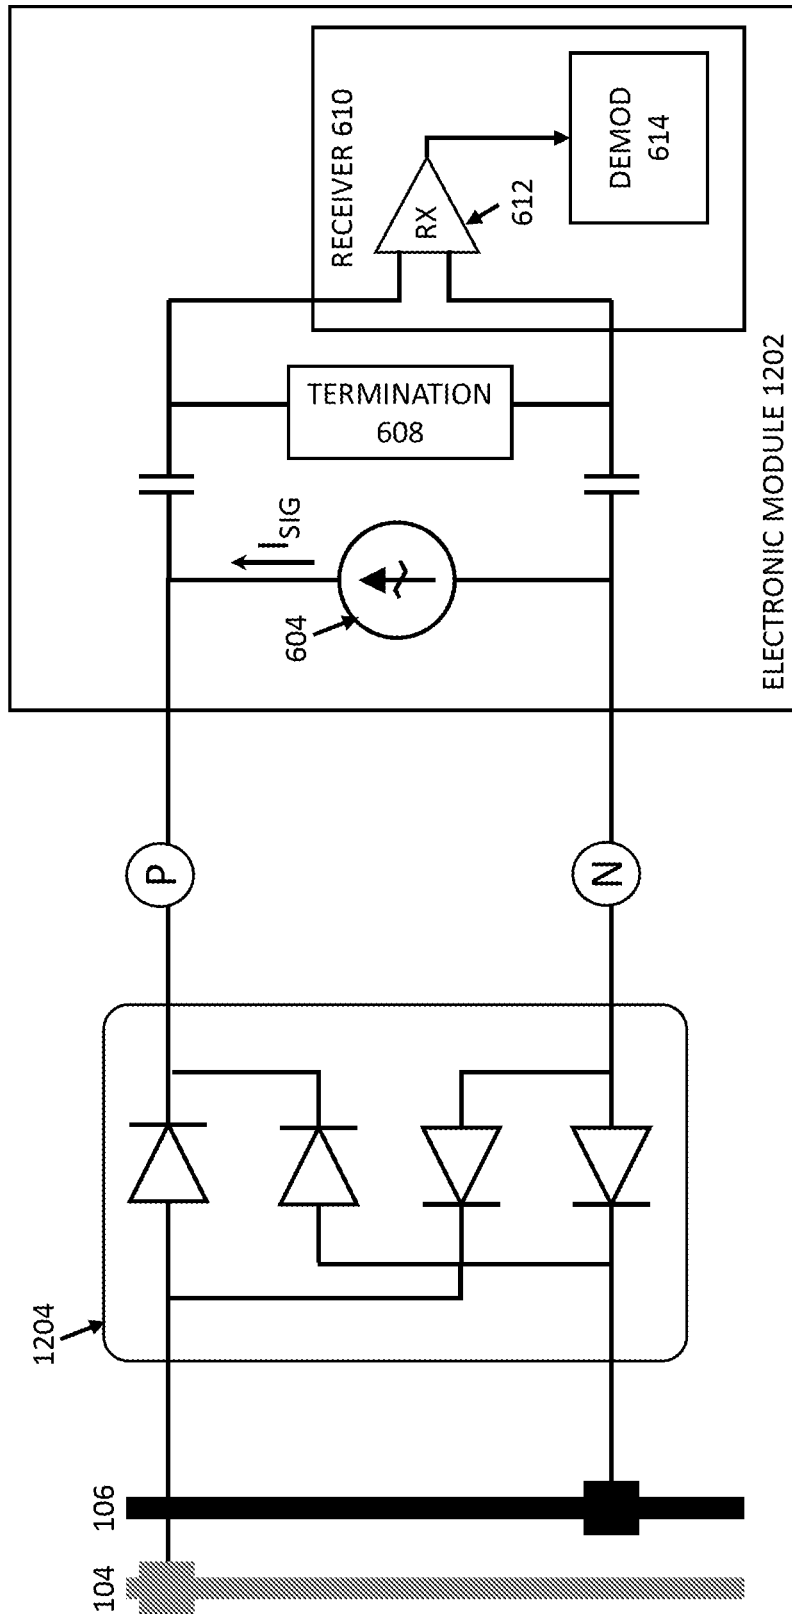 104
106
1204
P
N
604
I
SIG
TERMINATION
608
RECEIVER 610
RX
612
DEMOD
614
ELECTRONIC MODULE 1202